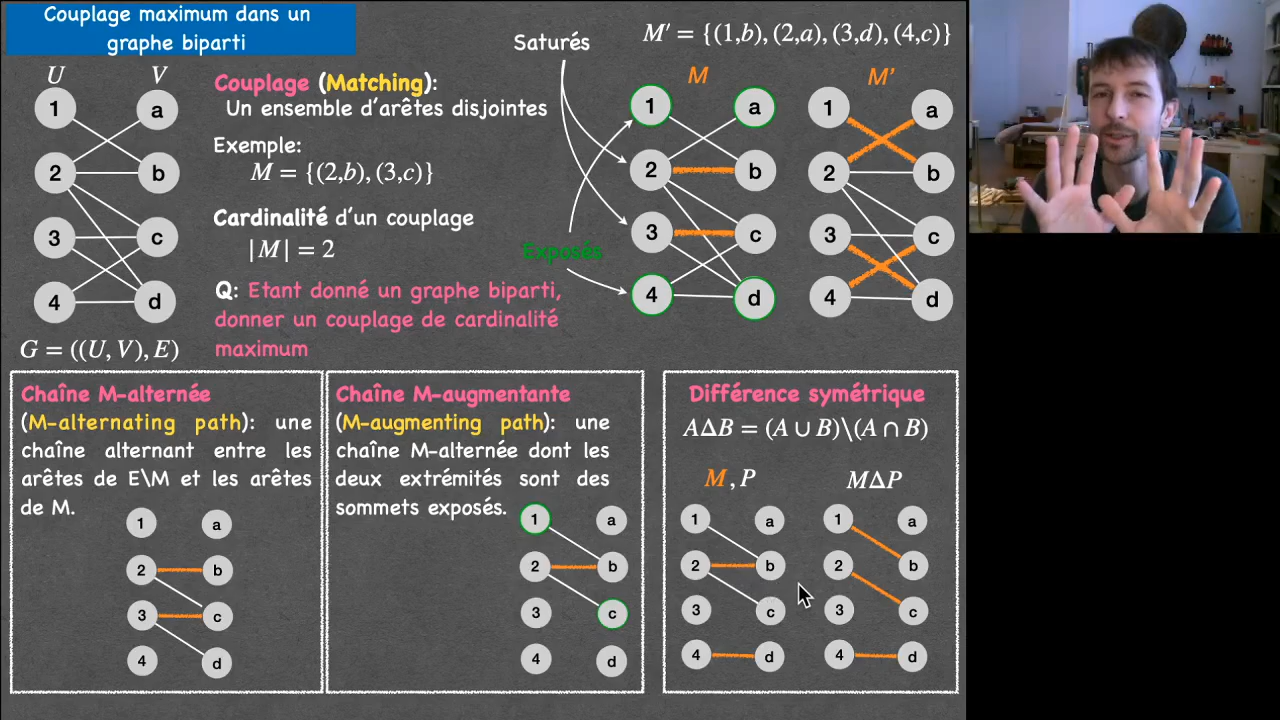 Couplage maximum dans un
graphe biparti
U V
1 a
2 b
3 c
4 d
G = ((U, V), E)
Couplage (Matching):
Un ensemble d'arêtes disjointes
Exemple:
M = {(2,b), (3,c)}
Cardinalité d'un couplage
|M| = 2
Q: Etant donné un graphe biparti,
donner un couplage de cardinalité
maximum
Saturés
Exposés
M
1 a
2 b
3 c
4 d
M' = {(1,b), (2,a), (3,d), (4,c)}
M'
1 a
2 b
3 c
4 d
Chaîne M-alternée
(M-alternating path): une
chaîne alternant entre les
arêtes de E\M et les arêtes
de M.
1 a
2 b
3 c
4 d
Chaîne M-augmentante
(M-augmenting path): une
chaîne M-alternée dont les
deux extrémités sont des
sommets exposés.
1 a
2 b
3 c
4 d
Différence symétrique
AΔB = (A ∪ B)\(A ∩ B)
M, P
1 a
2 b
3 c
4 d
MΔP
1 a
2 b
3 c
4 d